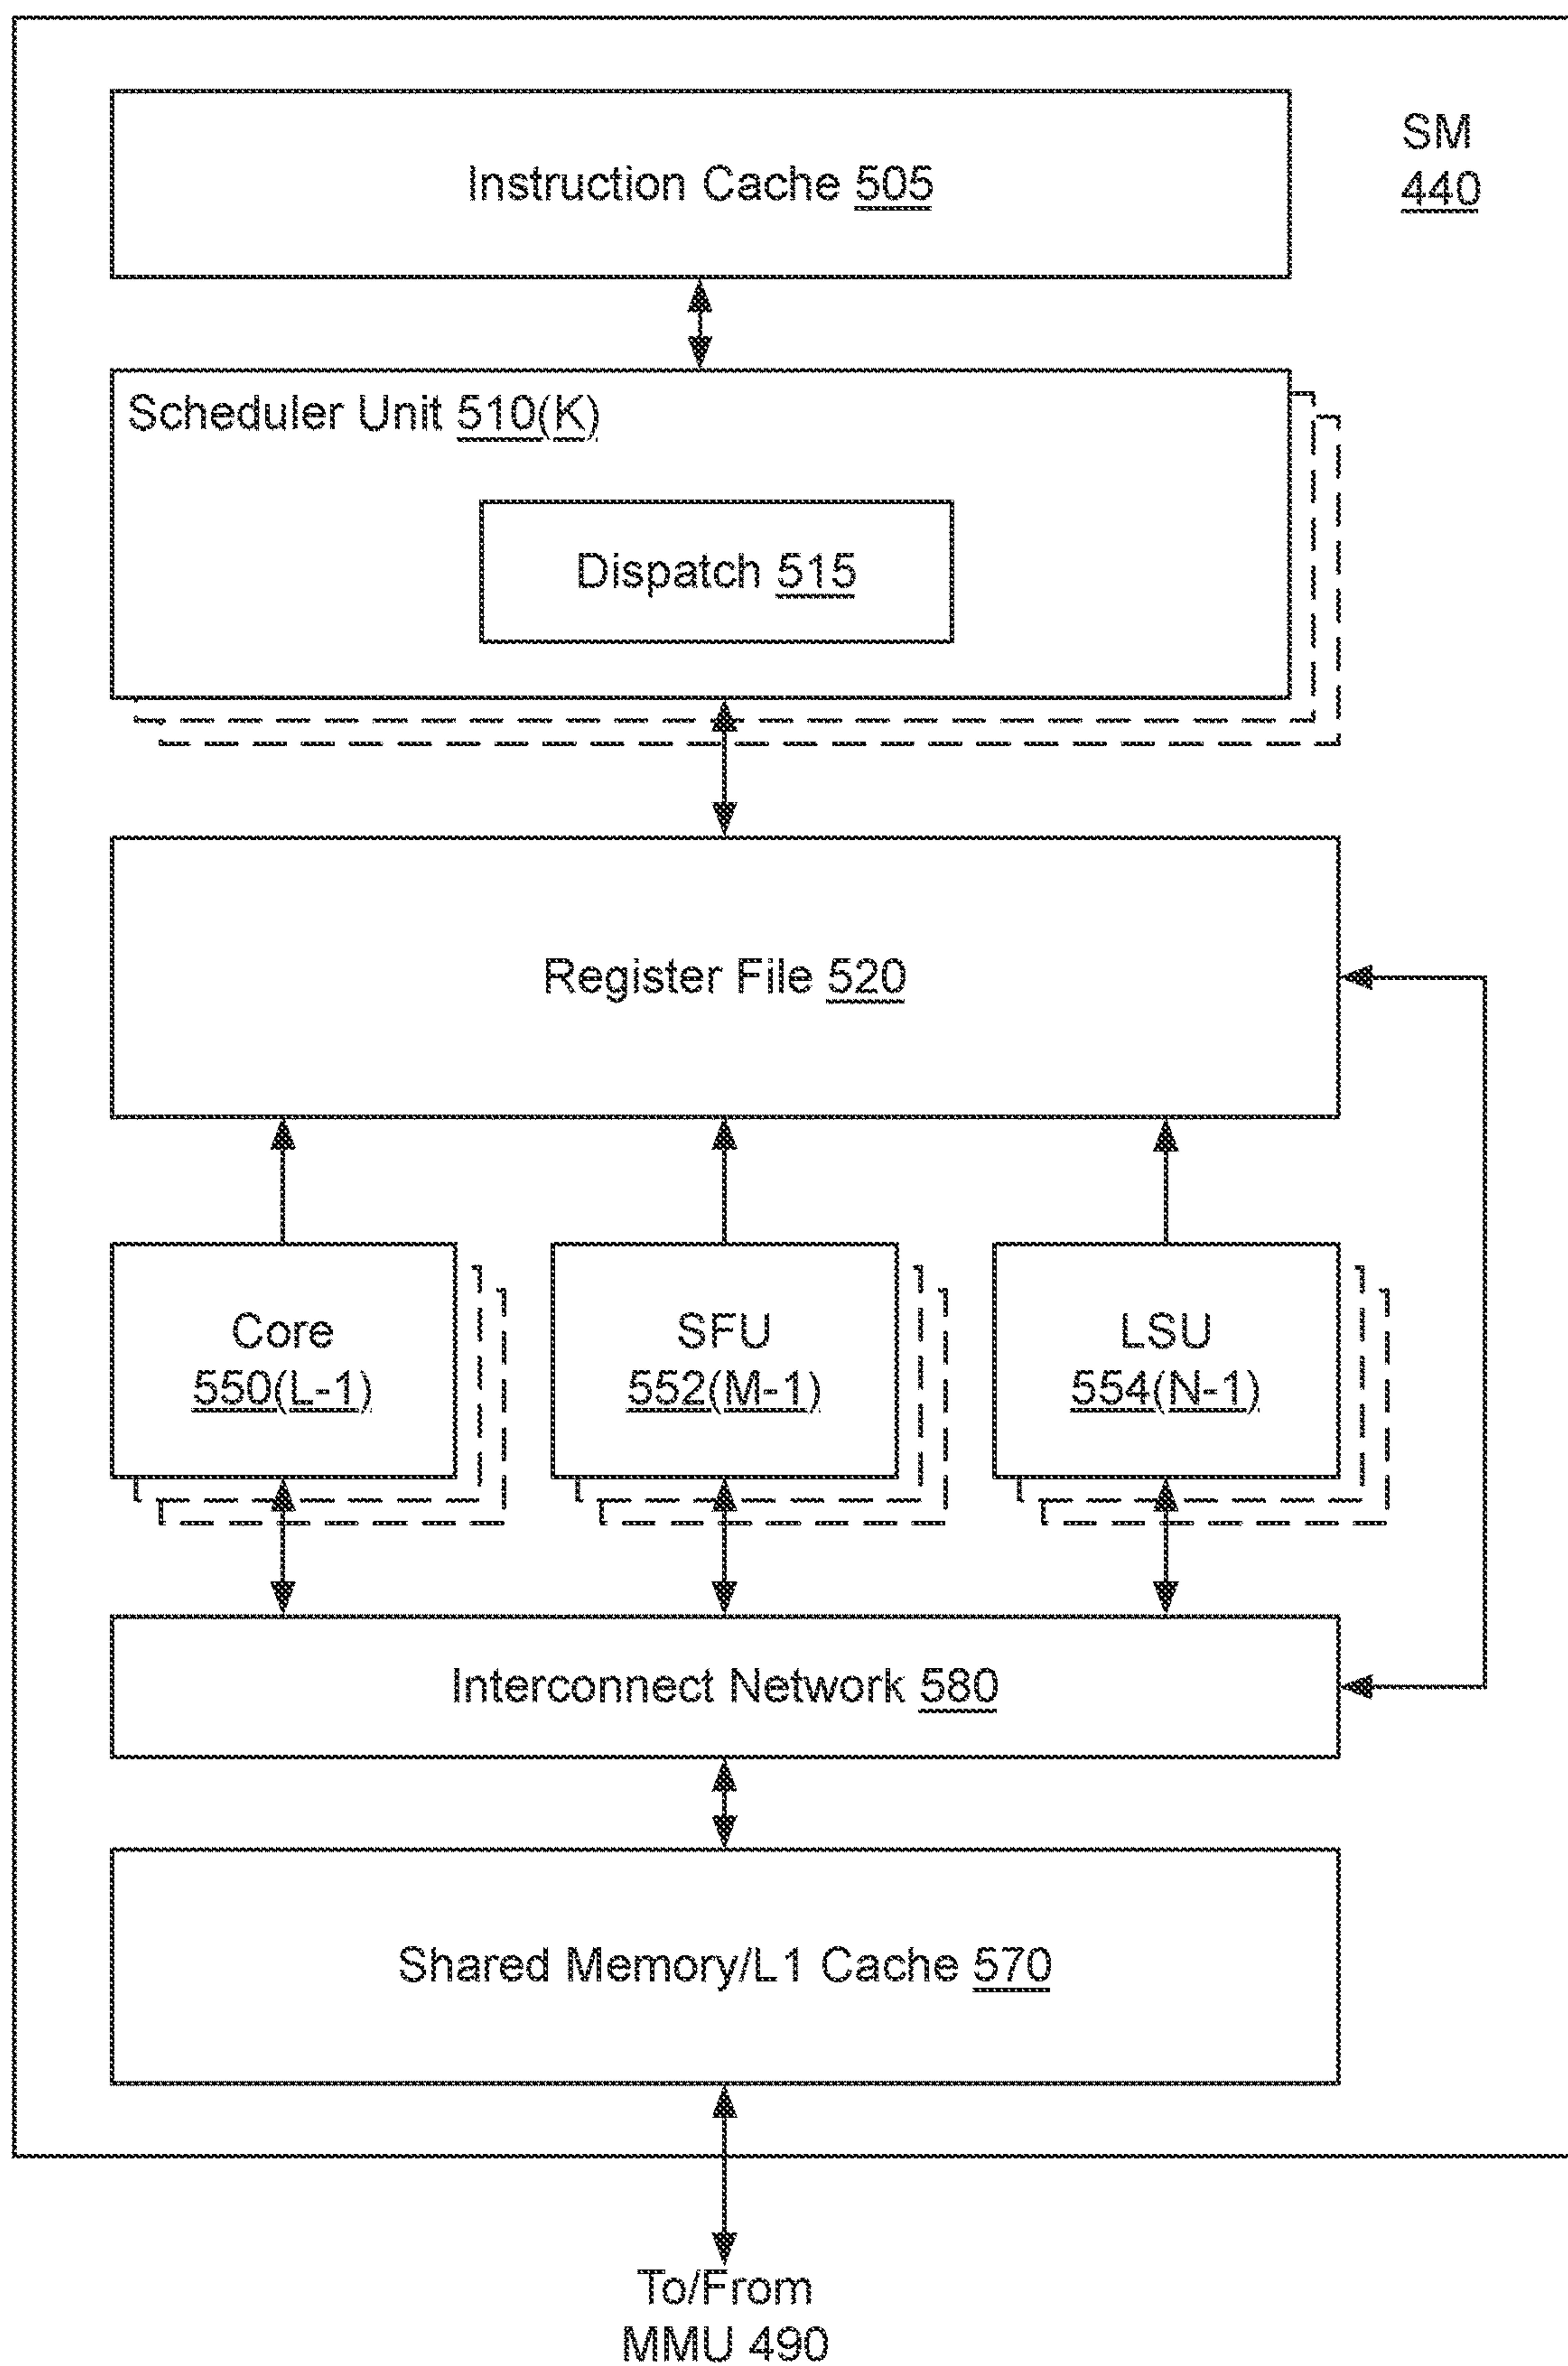 Instruction Cache 505
SM
440
Scheduler Unit 510(K)
Dispatch 515
Register File 520
Core
550(L-1)
SFU
552(M-1)
LSU
554(N-1)
Interconnect Network 580
Shared Memory/L1 Cache 570
To/From
MMU 490